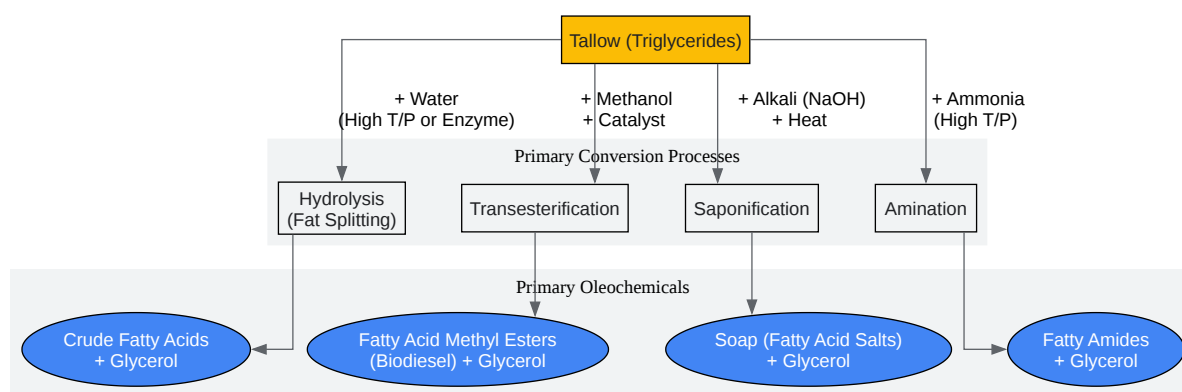 Tallow (Triglycerides)
+ Water
(High T/P or Enzyme)
+ Methanol
+ Catalyst
+ Alkali (NaOH)
+ Heat
+ Ammonia
(High T/P)
Primary Conversion Processes
Hydrolysis
(Fat Splitting)
Transesterification
Saponification
Amination
Primary Oleochemicals
Crude Fatty Acids
+ Glycerol
Fatty Acid Methyl Esters
(Biodiesel) + Glycerol
Soap (Fatty Acid Salts)
+ Glycerol
Fatty Amides
+ Glycerol